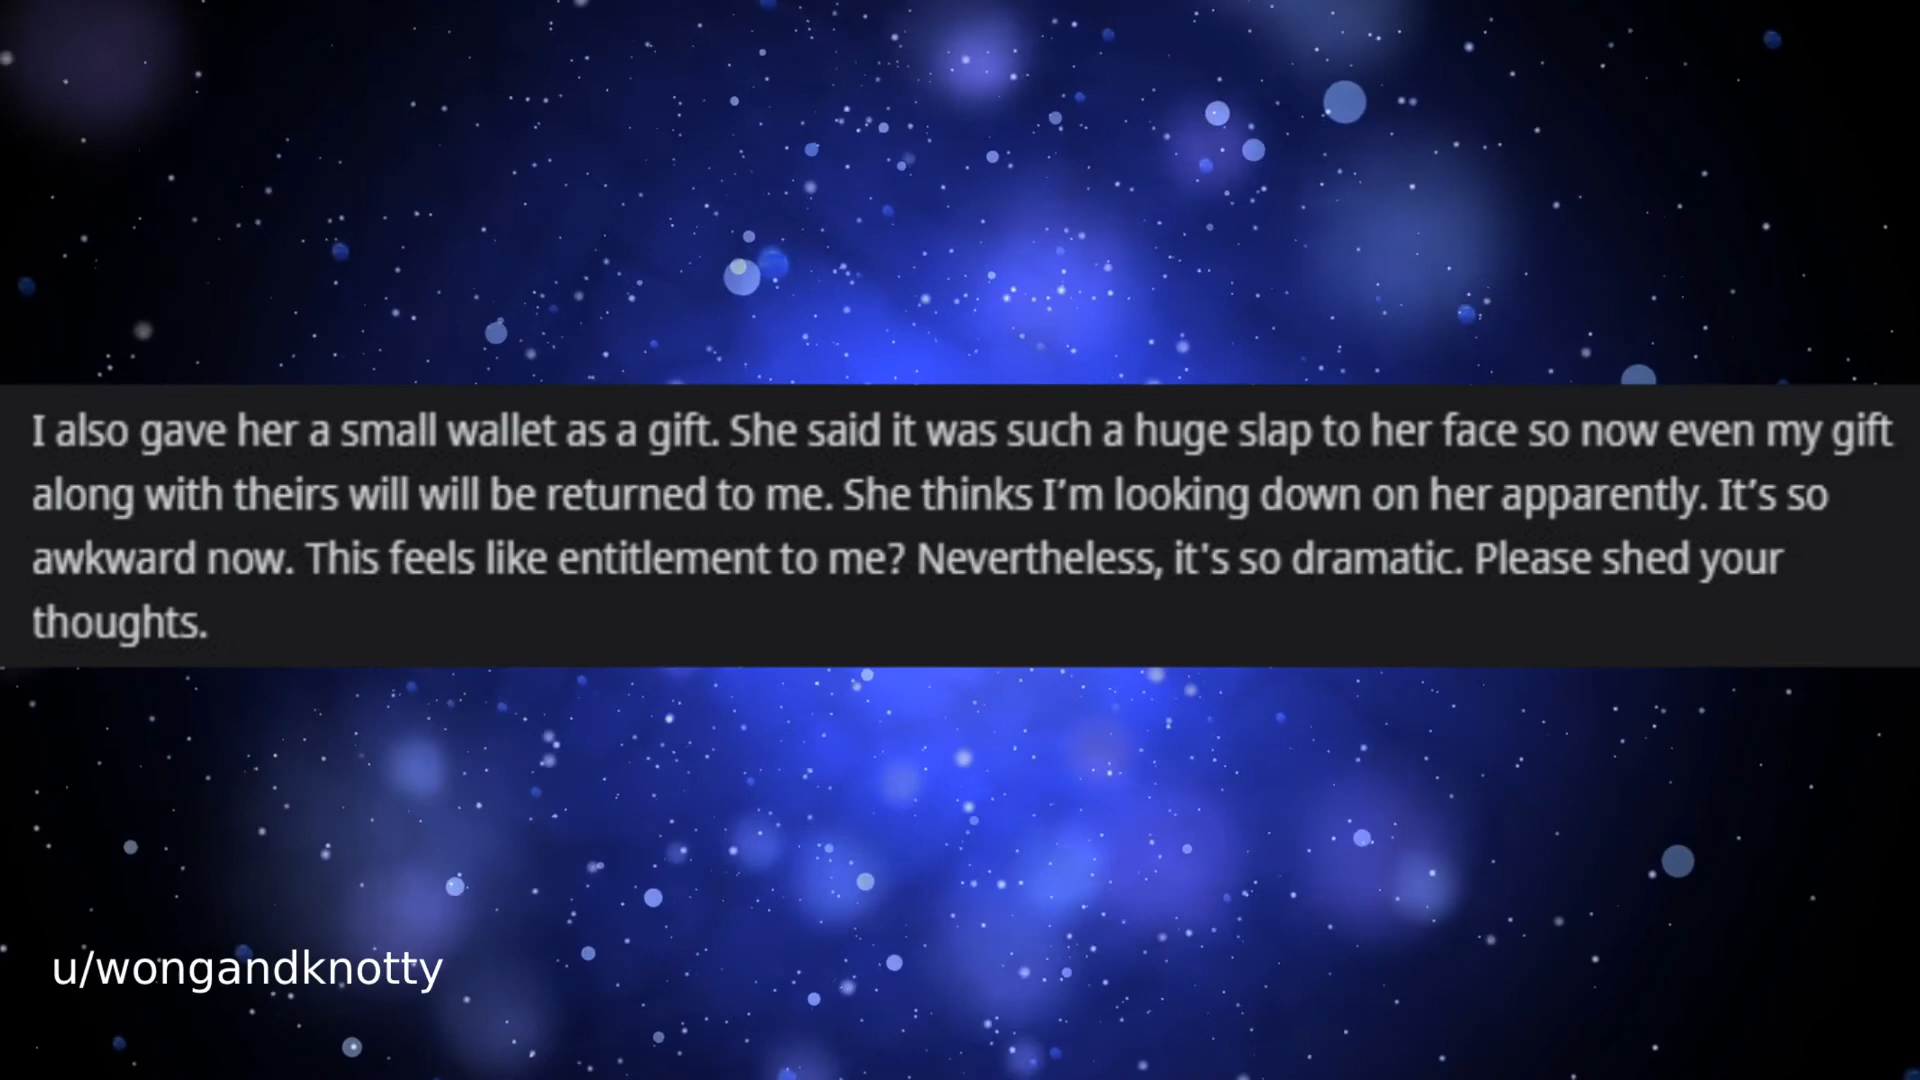 I also gave her a small wallet as a gift. She said it was such a huge slap to her face so now even my gift
along with theirs will will be returned to me. She thinks I’m looking down on her apparently. It’s so
awkward now. This feels like entitlement to me? Nevertheless, it's so dramatic. Please shed your
thoughts.
u/wongandknotty